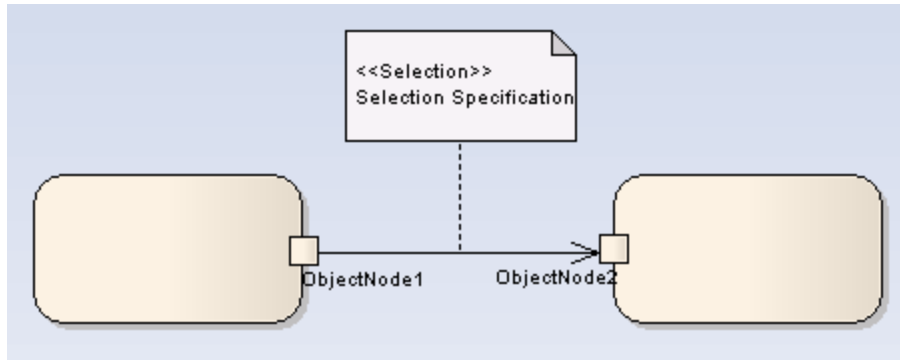 <<Selection>>
Selection Specification
ObjectNode1
ObjectNode2